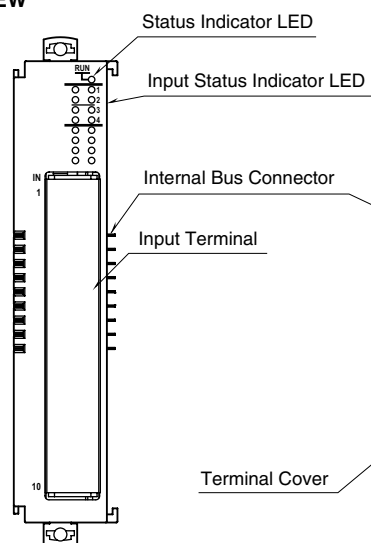 EW
Status Indicator LED
RUN
Input Status Indicator LED
1
2
3
4
IN
1
Internal Bus Connector
Input Terminal
Terminal Cover
10